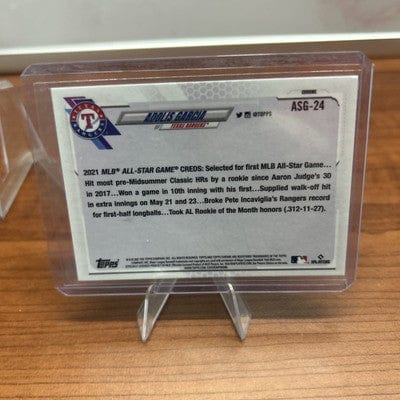 CHROME
ASG-24
ADOLIS GARCIA
OF TEXAS RANGERS
@TOPPS
2021 MLB® ALL-STAR GAME® CREDS: Selected for first MLB All-Star Game...
Hit most pre-Midsummer Classic HRs by a rookie since Aaron Judge's 30
in 2017...Won a game in 10th inning with his first...Supplied walk-off hit
in extra innings on May 21 and 23...Broke Pete Incaviglia's Rangers record
for first-half longballs...Took AL Rookie of the Month honors (.312-11-27).
Topps